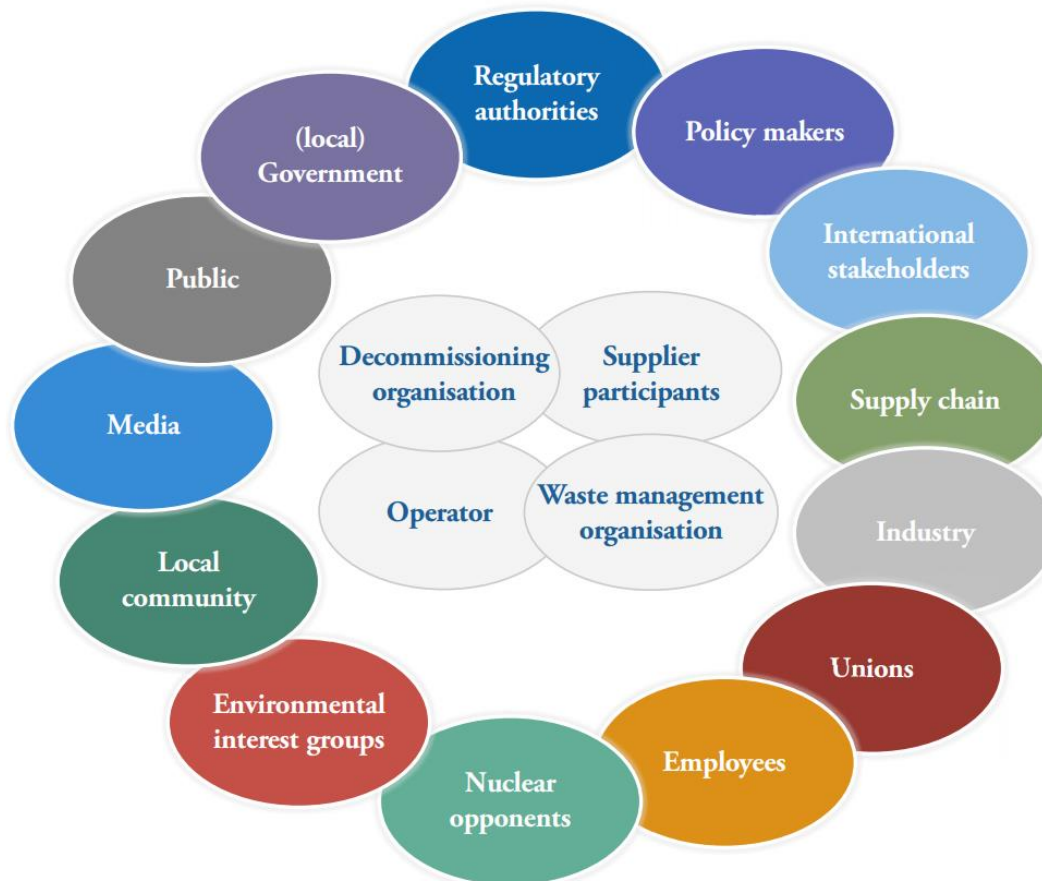 Regulatory
authorities
Policy makers
International
stakeholders
Supply chain
Industry
Unions
Employees
Nuclear
opponents
Environmental
interest groups
Local
community
Media
Public
(local)
Government
Decommissioning
organisation
Supplier
participants
Operator
Waste management
organisation